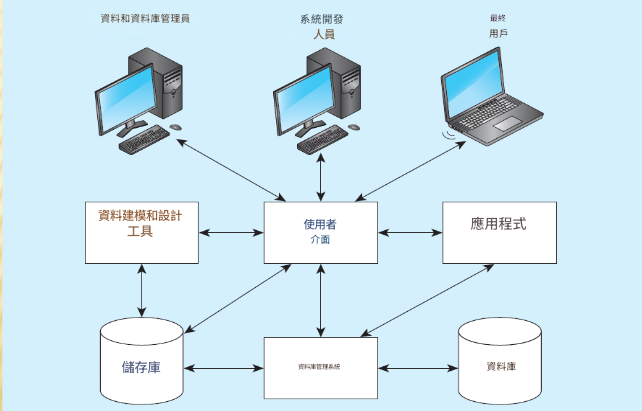 資料和資料庫管理員
系統開發
人員
最終
用戶
資料建模和設計
工具
使用者
介面
應用程式
儲存庫
資料庫管理系統
資料庫